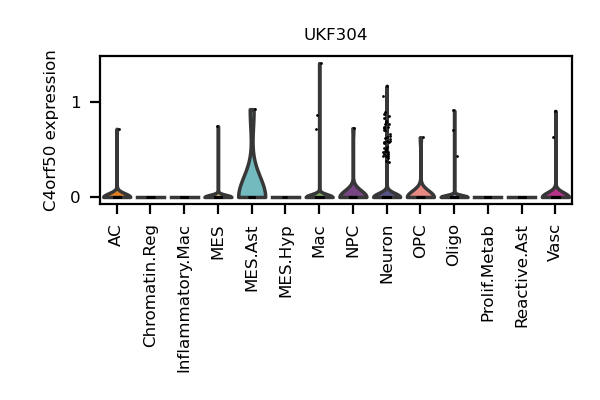 UKF304
C4orf50 expression
1
0
AC
Chromatin.Reg
Inflammatory.Mac
MES
MES.Ast
MES.Hyp
Mac
NPC
Neuron
OPC
Oligo
Prolif.Metab
Reactive.Ast
Vasc